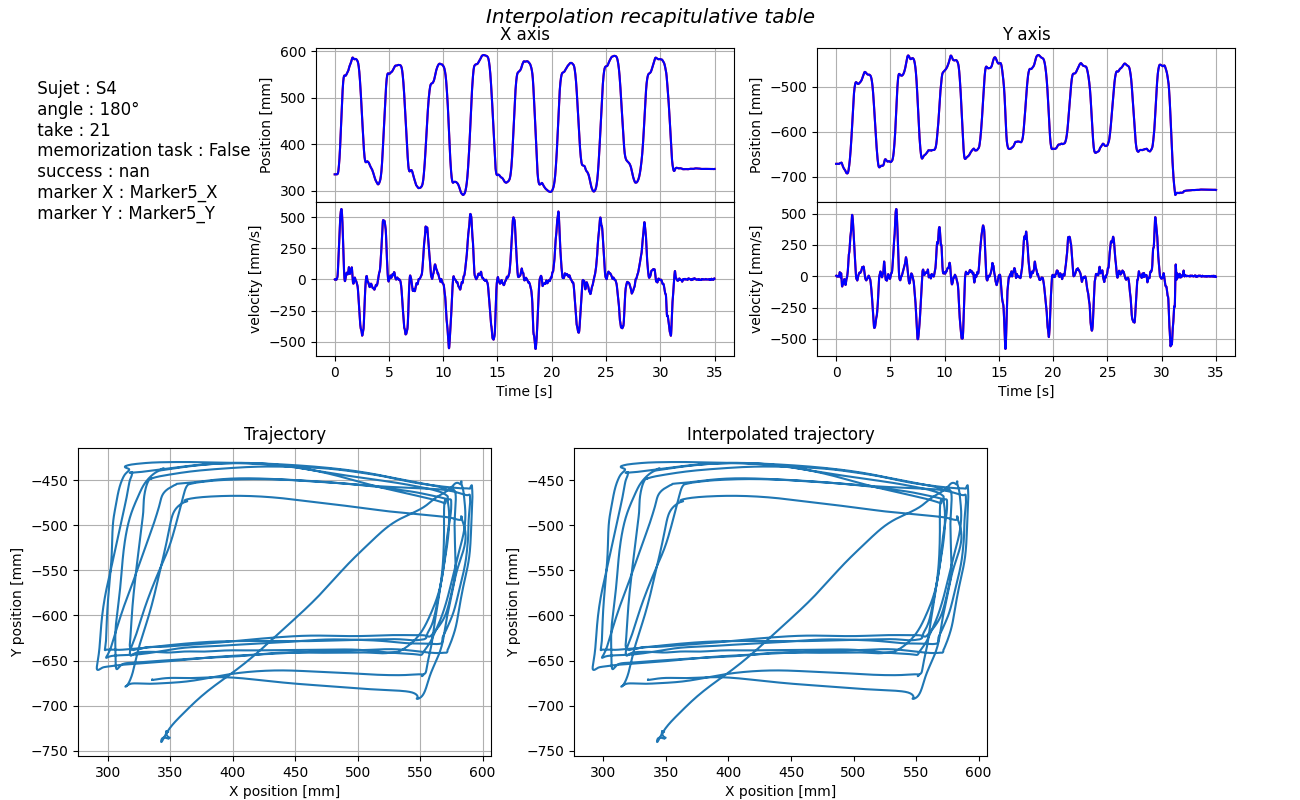 Interpolation recapitulative table
Sujet : S4
angle : 180°
take : 21
memorization task : False
success : nan
marker X : Marker5_X
marker Y : Marker5_Y
X axis
Position [mm]
600
500
400
300
velocity [mm/s]
500
250
0
−250
−500
0 5 10 15 20 25 30 35
Time [s]
Y axis
Position [mm]
−500
−600
−700
velocity [mm/s]
500
250
0
−250
−500
0 5 10 15 20 25 30 35
Time [s]
Trajectory
Y position [mm]
−450
−500
−550
−600
−650
−700
−750
300 350 400 450 500 550 600
X position [mm]
Interpolated trajectory
Y position [mm]
−450
−500
−550
−600
−650
−700
−750
300 350 400 450 500 550 600
X position [mm]